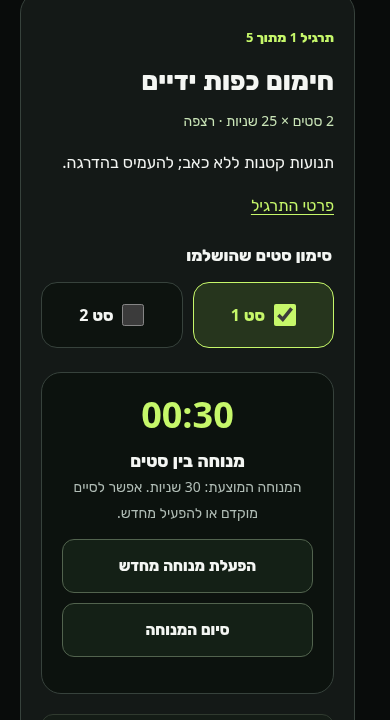 תרגיל 1 מתוך 5
חימום כפות ידיים
2 סטים × 25 שניות · רצפה
תנועות קטנות ללא כאב; להעמיס בהדרגה.
פרטי התרגיל
סימון סטים שהושלמו
סט 1
סט 2
00:30
מנוחה בין סטים
המנוחה המוצעת: 30 שניות. אפשר לסיים
מוקדם או להפעיל מחדש.
הפעלת מנוחה מחדש
סיום המנוחה